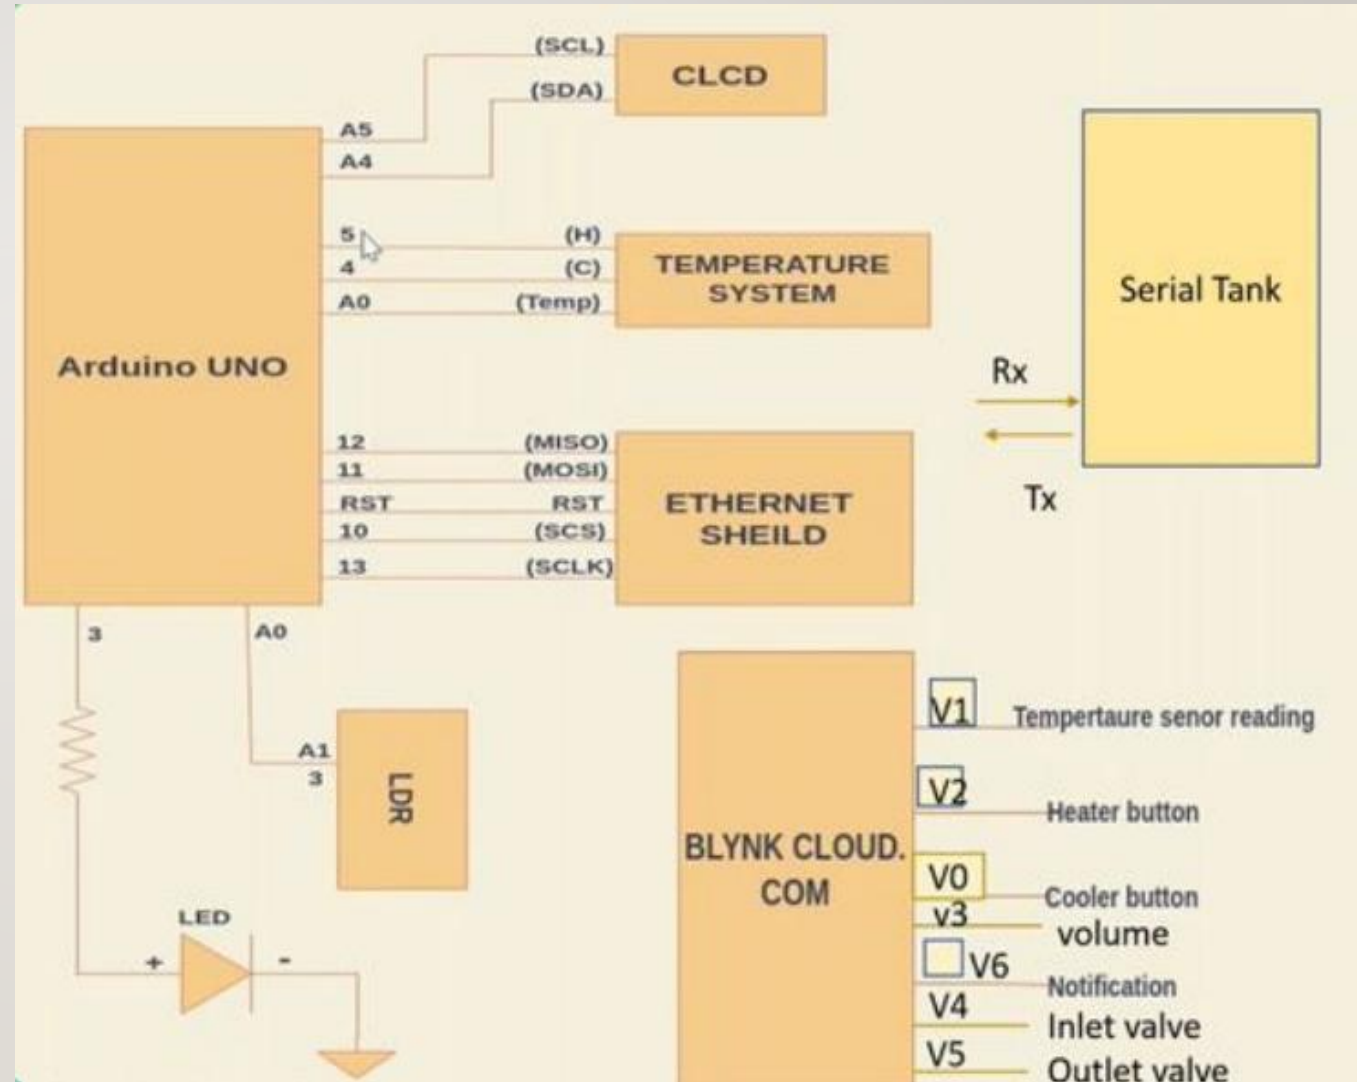 (SCL)
CLCD
(SDA)
A5
A4
5 (H)
4 (C)
A0 (Temp)
TEMPERATURE
SYSTEM
Serial Tank
Arduino UNO
Rx
Tx
12 (MISO)
11 (MOSI)
RST RST
10 (SCS)
13 (SCLK)
ETHERNET
SHEILD
3
A0
A1
3
LDR
LED
+ -
BLYNK CLOUD.
COM
V1 Tempertaure senor reading
V2 Heater button
V0 Cooler button
v3 volume
V6 Notification
V4 Inlet valve
V5 Outlet valve